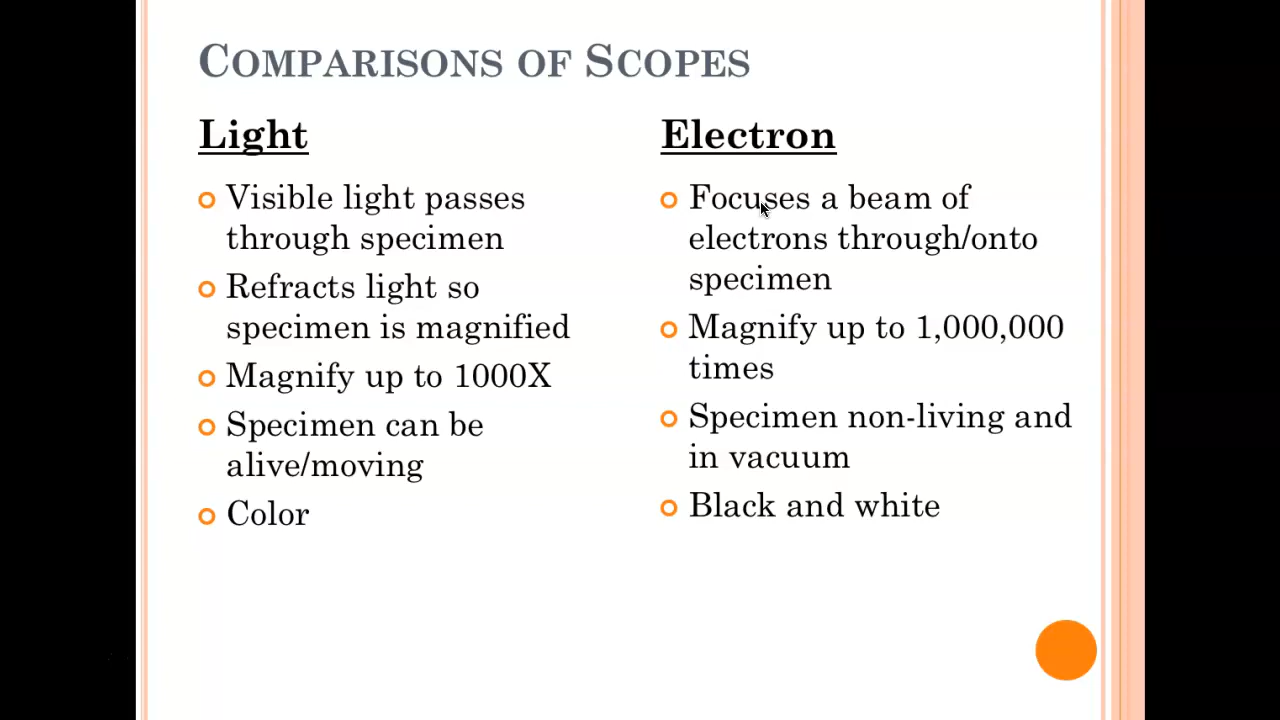 COMPARISONS OF SCOPES
Light
Visible light passes
through specimen
Refracts light so
specimen is magnified
Magnify up to 1000X
Specimen can be
alive/moving
Color
Electron
Focuses a beam of
electrons through/onto
specimen
Magnify up to 1,000,000
times
Specimen non-living and
in vacuum
Black and white